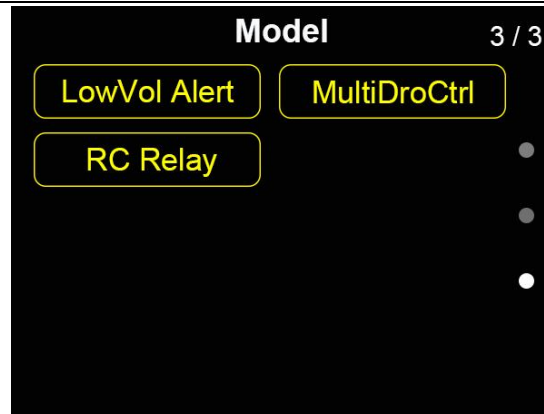 Model
3 / 3
LowVol Alert
MultiDroCtrl
RC Relay